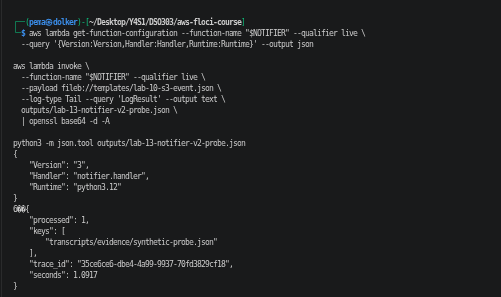 ┌──(pema㉿dolker)-[~/Desktop/Y4S1/DSO303/aws-floci-course]
└─$ aws lambda get-function-configuration --function-name "$NOTIFIER" --qualifier live \
  --query '{Version:Version,Handler:Handler,Runtime:Runtime}' --output json

aws lambda invoke \
  --function-name "$NOTIFIER" --qualifier live \
  --payload fileb://templates/lab-10-s3-event.json \
  --log-type Tail --query 'LogResult' --output text \
  outputs/lab-13-notifier-v2-probe.json \
  | openssl base64 -d -A

python3 -m json.tool outputs/lab-13-notifier-v2-probe.json
{
    "Version": "3",
    "Handler": "notifier.handler",
    "Runtime": "python3.12"
}
6��{
    "processed": 1,
    "keys": [
        "transcripts/evidence/synthetic-probe.json"
    ],
    "trace_id": "35ce6ce6-dbe4-4a99-9937-70fd3829cf18",
    "seconds": 1.0917
}